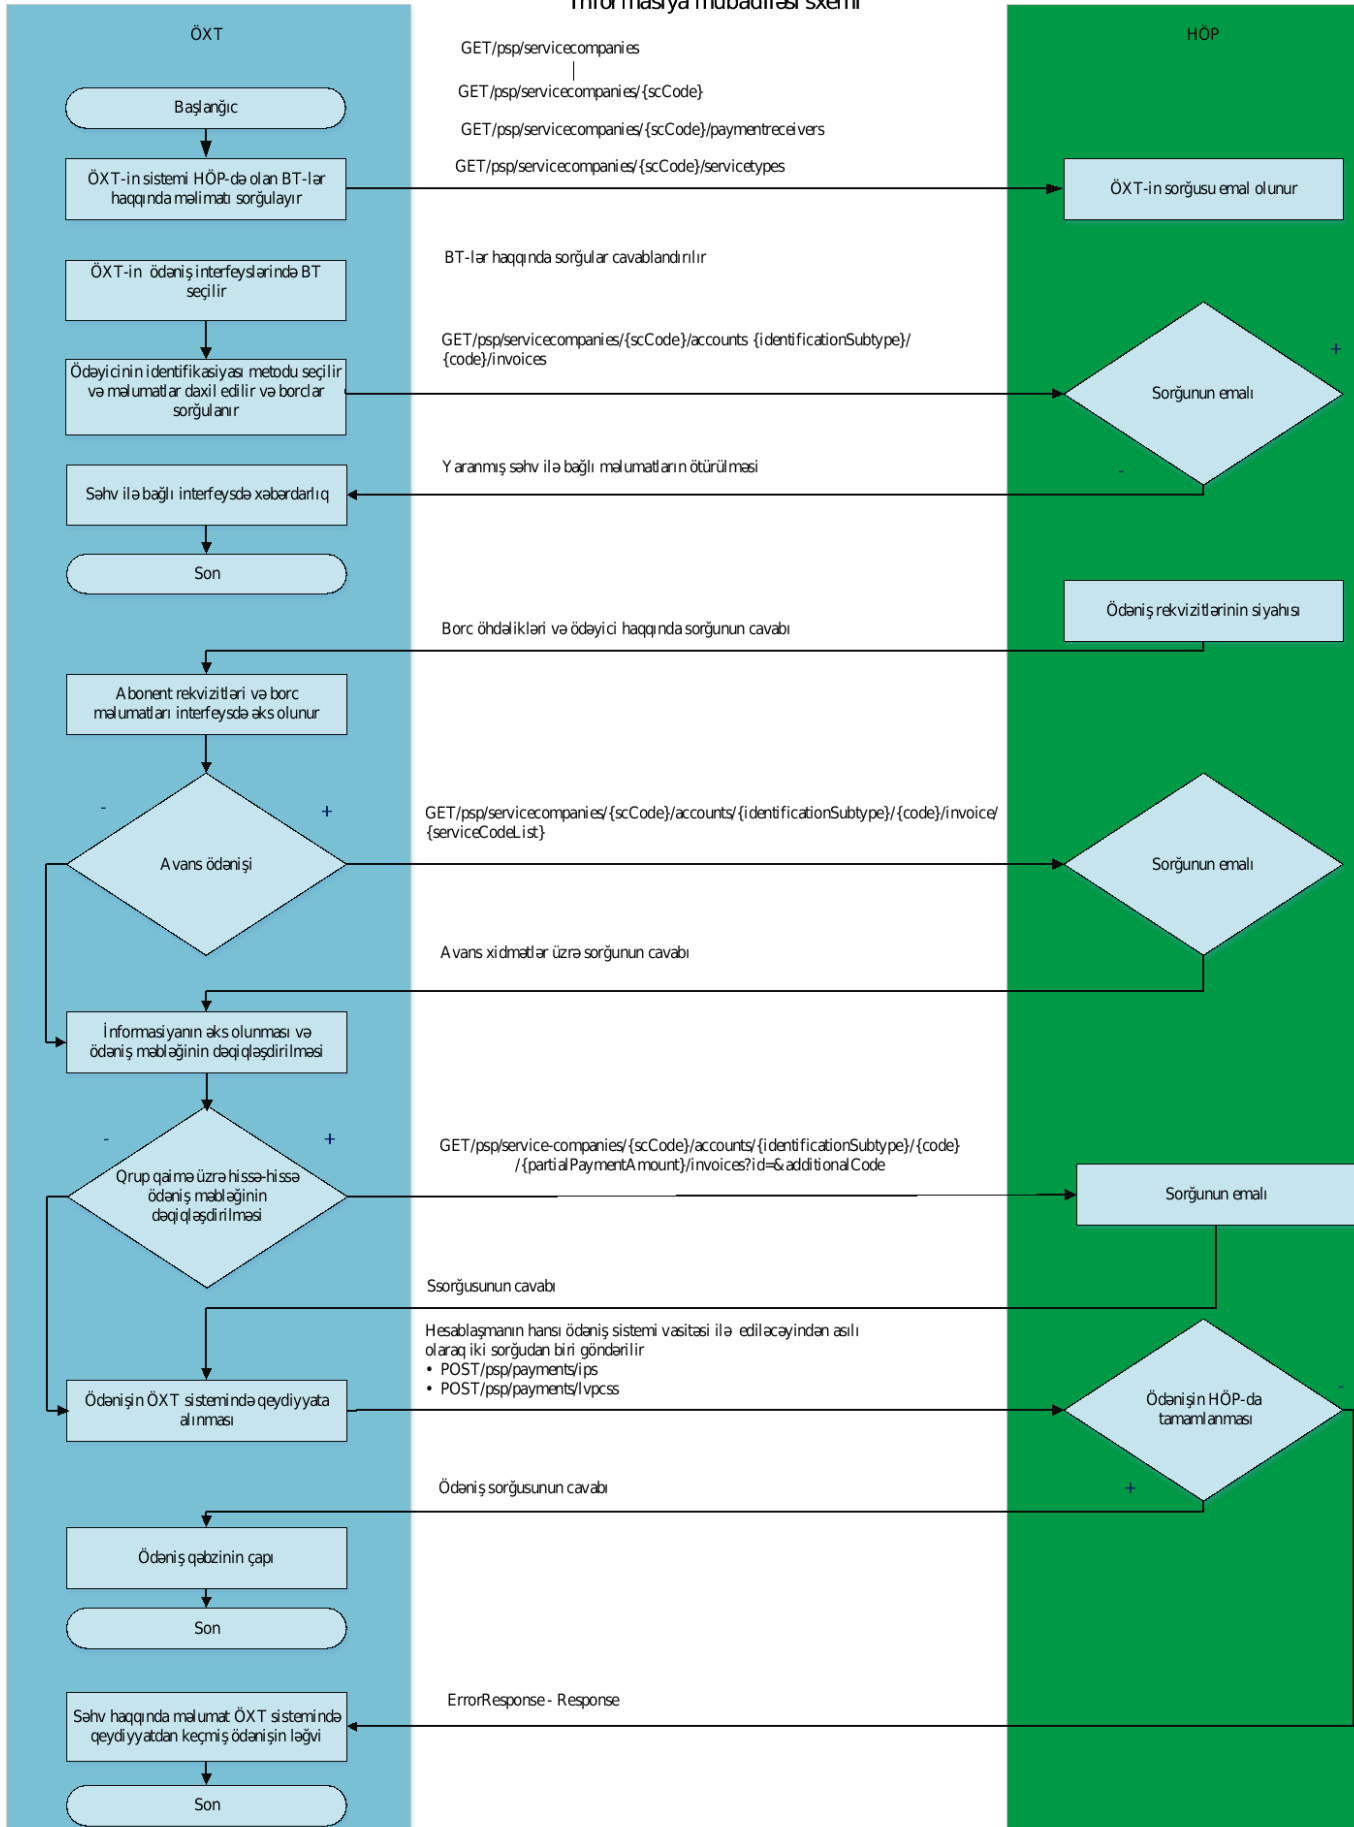 İnformasiya mübadiləsi sxemi
ÖXT
HÖP
GET/psp/servicecompanies
GET/psp/servicecompanies/{scCode}
Başlanğıc
GET/psp/servicecompanies/{scCode}/paymentreceivers
GET/psp/servicecompanies/{scCode}/servicetypes
ÖXT-in sistemi HÖP-də olan BT-lər
haqqında məlimatı sorğulayır
ÖXT-in sorğusu emal olunur
BT-lər haqqında sorğular cavablandırılır
ÖXT-in ödəniş interfeyslərində BT
seçilir
GET/psp/servicecompanies/{scCode}/accounts {identificationSubtype}/
{code}/invoices
+
Ödəyicinin identifikasiyası metodu seçilir
və məlumatlar daxil edilir və borclar
sorğulanır
Sorğunun emalı
Yaranmış səhv ilə bağlı məlumatların ötürülməsi
-
Səhv ilə bağlı interfeysdə xəbərdarlıq
Son
Ödəniş rekvizitlərinin siyahısı
Borc öhdəlikləri və ödəyici haqqında sorğunun cavabı
Abonent rekvizitləri və borc
məlumatları interfeysdə əks olunur
-
+
GET/psp/servicecompanies/{scCode}/accounts/{identificationSubtype}/{code}/invoice/
{serviceCodeList}
Avans ödənişi
Sorğunun emalı
Avans xidmətlər üzrə sorğunun cavabı
İnformasiyanın əks olunması və
ödəniş məbləğinin dəqiqləşdirilməsi
-
+
GET/psp/service-companies/{scCode}/accounts/{identificationSubtype}/{code}
/{partialPaymentAmount}/invoices?id=&additionalCode
Qrup qaimə üzrə hissə-hissə
ödəniş məbləğinin
dəqiqləşdirilməsi
Sorğunun emalı
Ssorğusunun cavabı
Hesablaşmanın hansı ödəniş sistemi vasitəsi ilə ediləcəyindən asılı
olaraq iki sorğudan biri göndərilir
• POST/psp/payments/ips
• POST/psp/payments/lvpcss
-
Ödənişin ÖXT sistemində qeydiyyata
alınması
Ödənişin HÖP-da
tamamlanması
Ödəniş sorğusunun cavabı
+
Ödəniş qəbzinin çapı
Son
ErrorResponse - Response
Səhv haqqında məlumat ÖXT sistemində
qeydiyyatdan keçmiş ödənişin ləğvi
Son